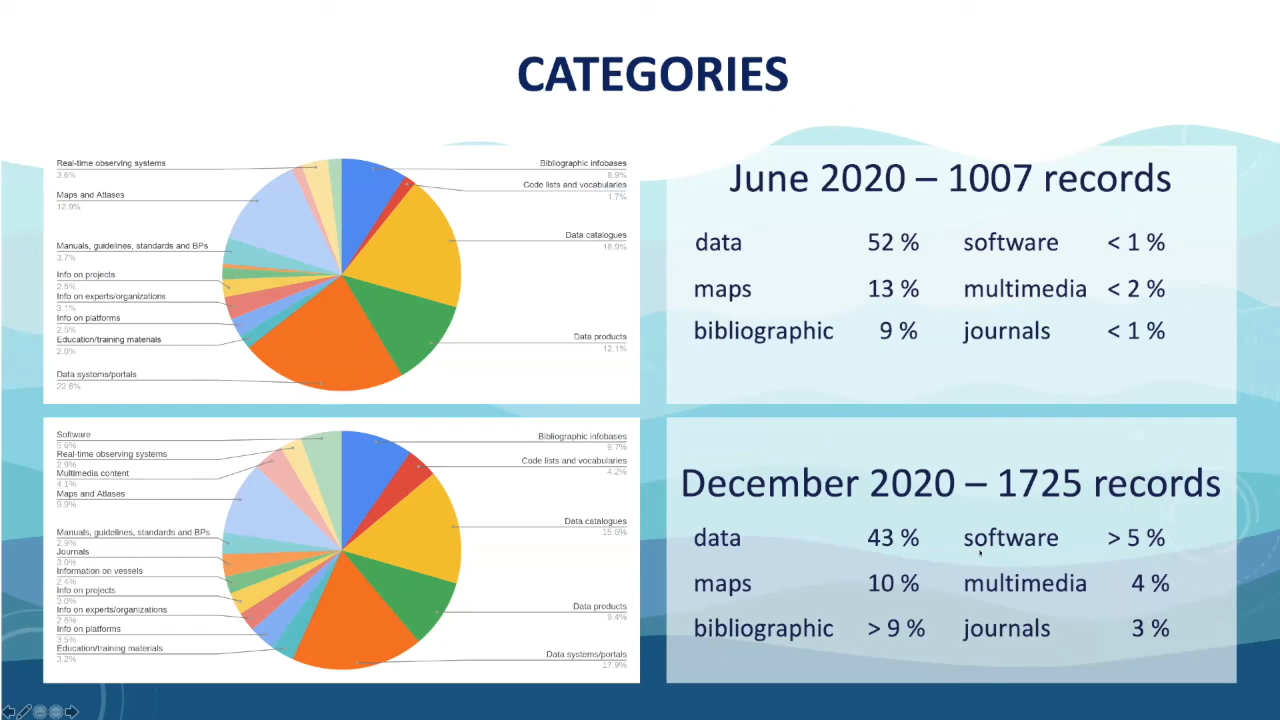 CATEGORIES
Real-time observing systems
3.6%
Maps and Atlases
12.9%
Manuals, guidelines, standards and BPs
3.7%
Info on projects
2.5%
Info on experts/organizations
3.1%
Info on platforms
2.5%
Education/training materials
2.0%
Data systems/portals
22.6%
Bibliographic infobases
8.9%
Code lists and vocabularies
1.7%
Data catalogues
18.9%
Data products
12.1%
June 2020 – 1007 records
data 52 % software < 1 %
maps 13 % multimedia < 2 %
bibliographic 9 % journals < 1 %
Software
5.6%
Real-time observing systems
2.9%
Multimedia content
4.1%
Maps and Atlases
9.9%
Manuals, guidelines, standards and BPs
2.9%
Journals
3.0%
Information on vessels
2.4%
Info on projects
3.0%
Info on experts/organizations
2.6%
Info on platforms
3.5%
Education/training materials
3.2%
Bibliographic infobases
9.7%
Code lists and vocabularies
4.2%
Data catalogues
15.6%
Data products
9.4%
Data systems/portals
17.9%
December 2020 – 1725 records
data 43 % software > 5 %
maps 10 % multimedia 4 %
bibliographic > 9 % journals 3 %